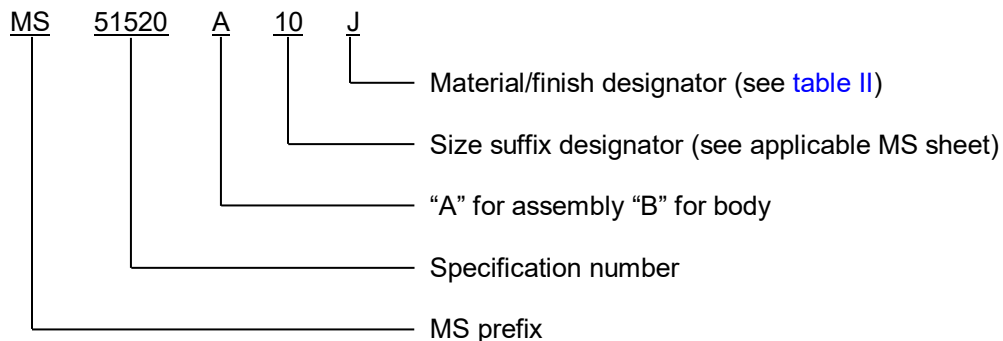 MS 51520 A 10 J
Material/finish designator (see table II)
Size suffix designator (see applicable MS sheet)
“A” for assembly “B” for body
Specification number
MS prefix